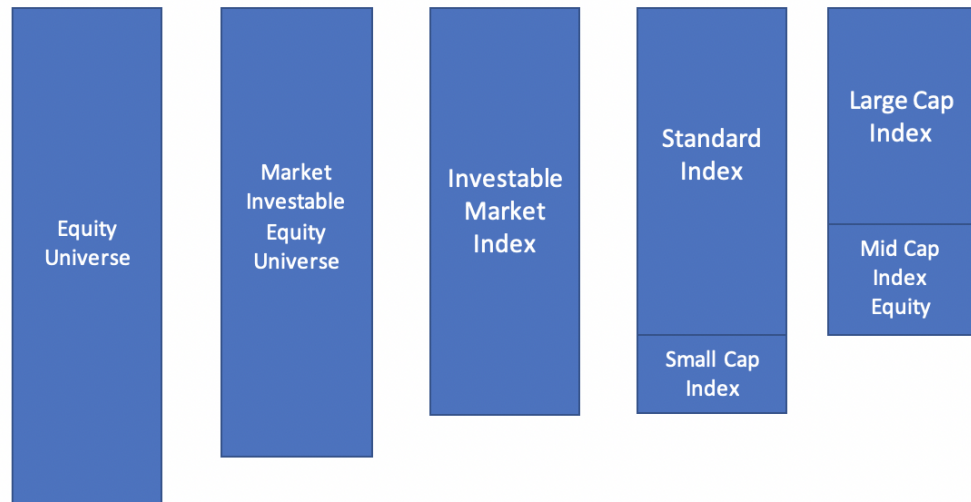 Equity
Universe
Market
Investable
Equity
Universe
Investable
Market
Index
Standard
Index
Small Cap
Index
Large Cap
Index
Mid Cap
Index
Equity